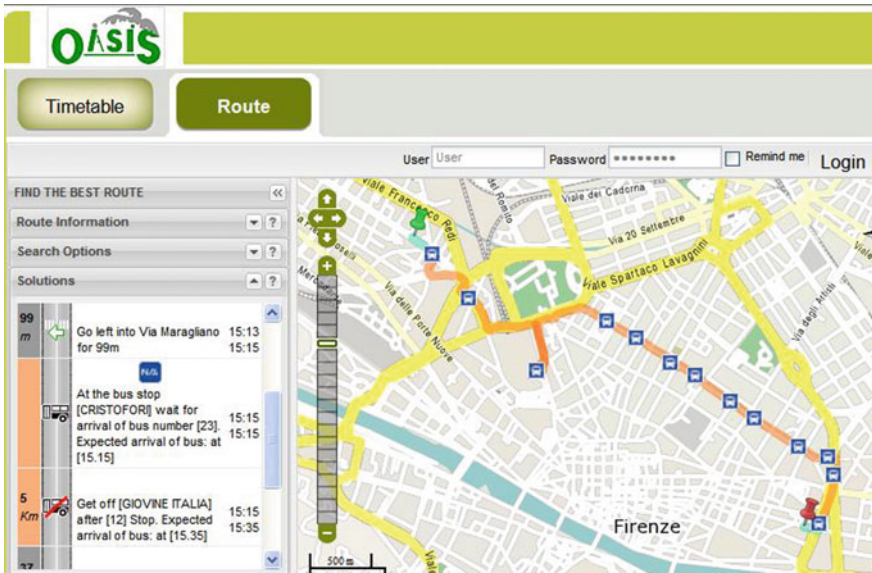 OASIS
Timetable
Route
User User
Password
Remind me
Login
FIND THE BEST ROUTE
Route Information
Search Options
Solutions
99
m
Go left into Via Maragliano
for 99m
15:13
15:15
N/A
At the bus stop
[CRISTOFORI] wait for
arrival of bus number [23].
Expected arrival of bus: at
[15.15]
15:15
15:15
5
Km
Get off [GIOVINE ITALIA]
after [12] Stop. Expected
arrival of bus: at [15.35]
15:15
15:35
37
Viale Francesco Redi
del Romito
Viale dei Cadorna
Via 20 Settembre
Viale Spartaco Lavagnini
Via delle Porte Nuove
Via degli Artisti
Firenze
Viale
500 m